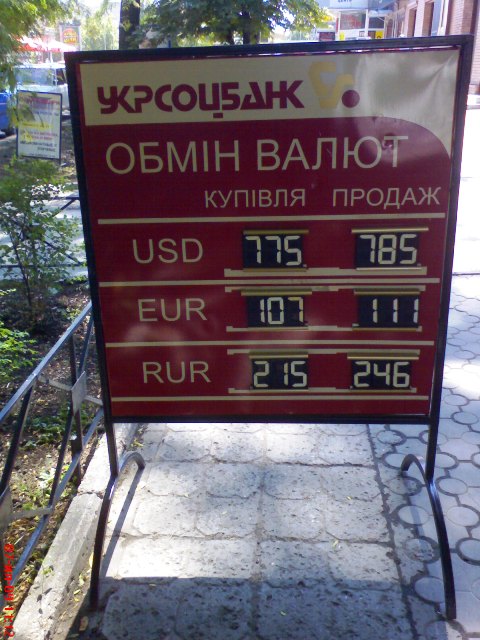 УКРСОЦБАНК
ОБМІН ВАЛЮТ
КУПІВЛЯ ПРОДАЖ
USD 775 785
EUR 107 111
RUR 215 246